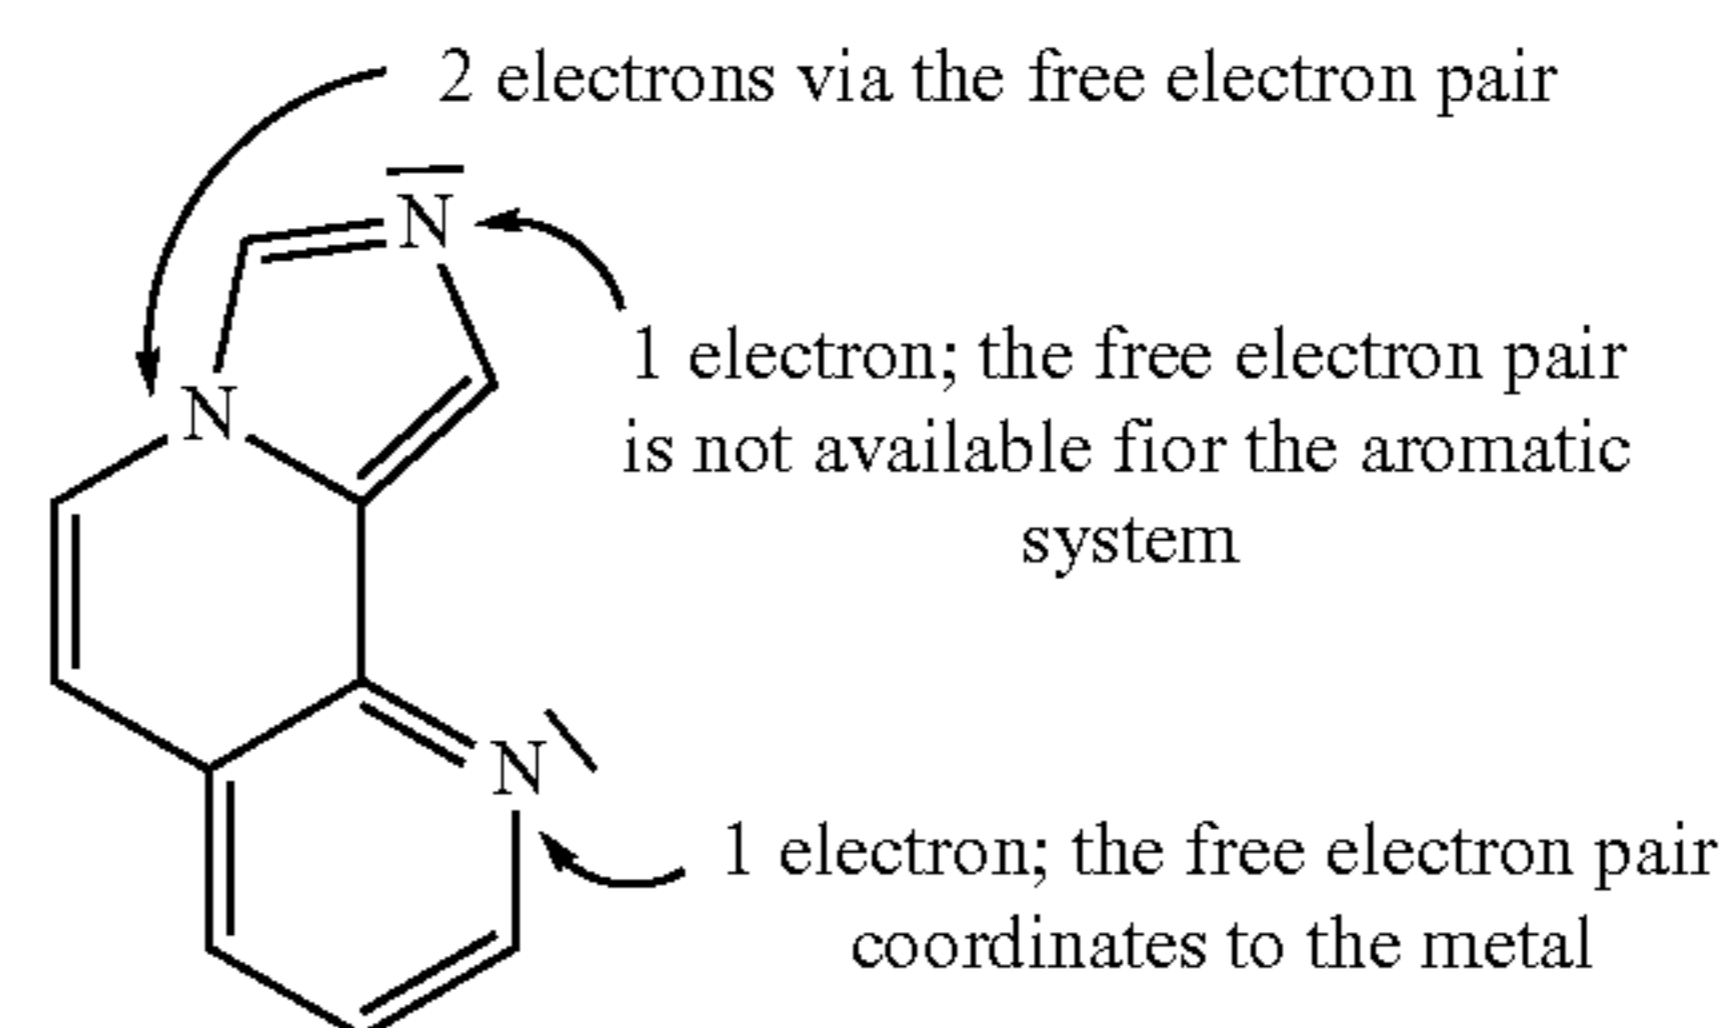 2 electrons via the free electron pair
N
1 electron; the free electron pair
is not available fior the aromatic
system
N
N
1 electron; the free electron pair
coordinates to the metal